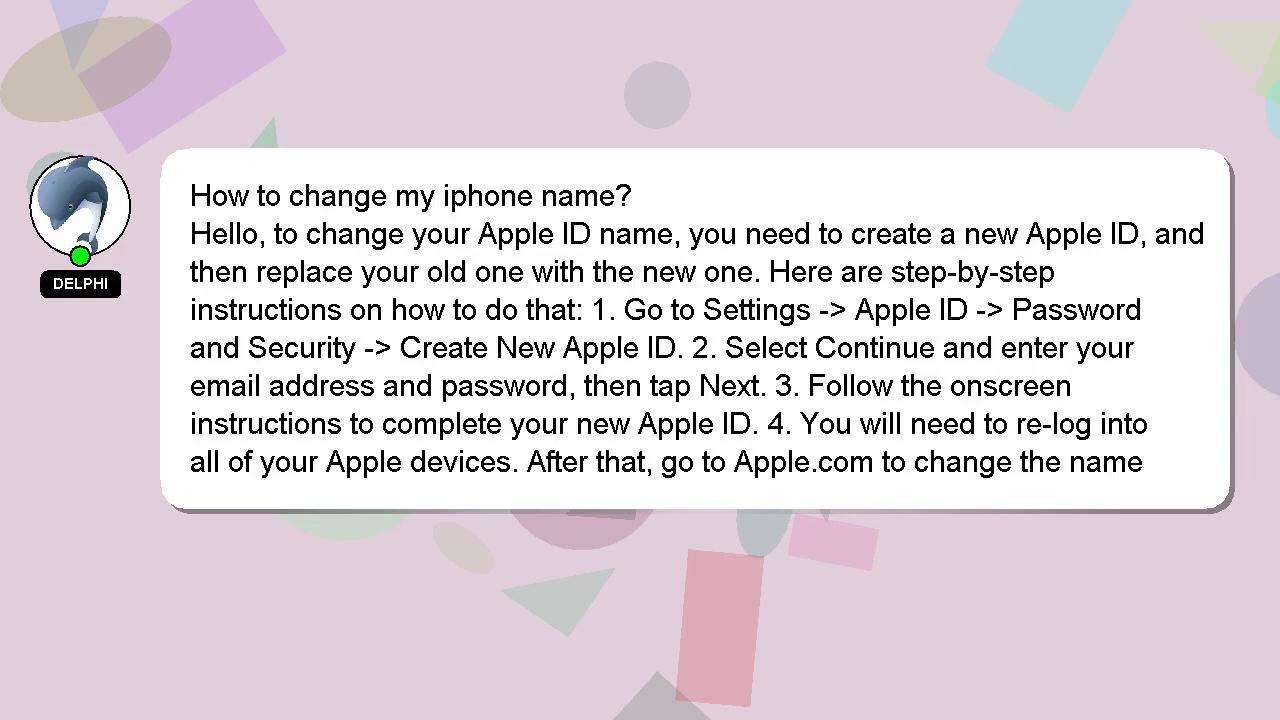 How to change my iphone name?
Hello, to change your Apple ID name, you need to create a new Apple ID, and
then replace your old one with the new one. Here are step-by-step
instructions on how to do that: 1. Go to Settings -> Apple ID -> Password
and Security -> Create New Apple ID. 2. Select Continue and enter your
email address and password, then tap Next. 3. Follow the onscreen
instructions to complete your new Apple ID. 4. You will need to re-log into
all of your Apple devices. After that, go to Apple.com to change the name
DELPHI